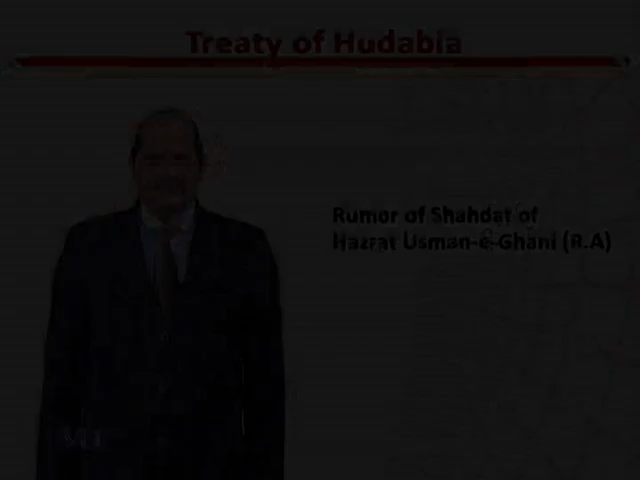 Treaty of Hudabia
Rumor of Shahdat of
Hazrat Usman-e-Ghani (R.A)